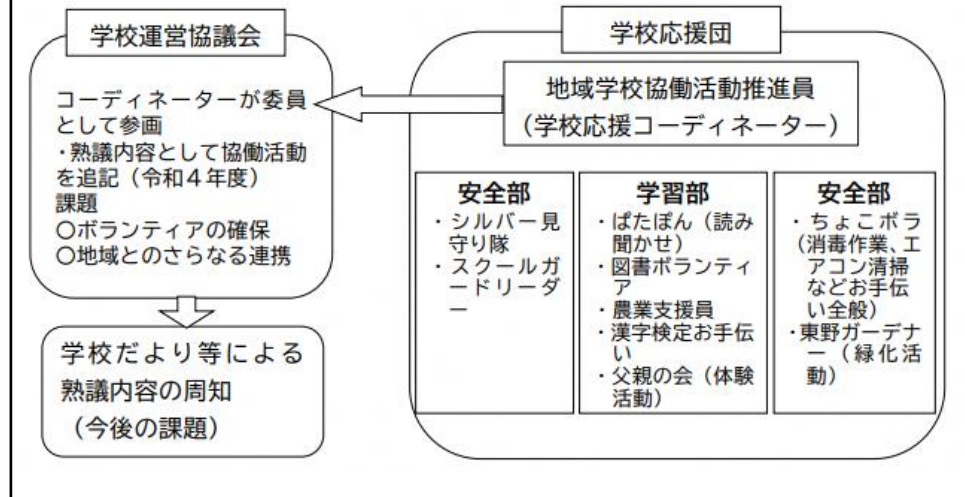 学校運営協議会
コーディネーターが委員
として参画
・熟議内容として協働活動
を追記（令和４年度）
課題
○ボランティアの確保
○地域とのさらなる連携
学校だより等による
熟議内容の周知
（今後の課題）
学校応援団
地域学校協働活動推進員
（学校応援コーディネーター）
安全部
・シルバー見
守り隊
・スクールガ
ードリーダ
ー
学習部
・ぱたぽん（読み
聞かせ）
・図書ボランティ
ア
・農業支援員
・漢字検定お手伝
い
・父親の会（体験
活動）
安全部
・ちょこボラ
（消毒作業、エ
アコン清掃
などお手伝
い全般）
・東野ガーデナ
ー（緑化活
動）